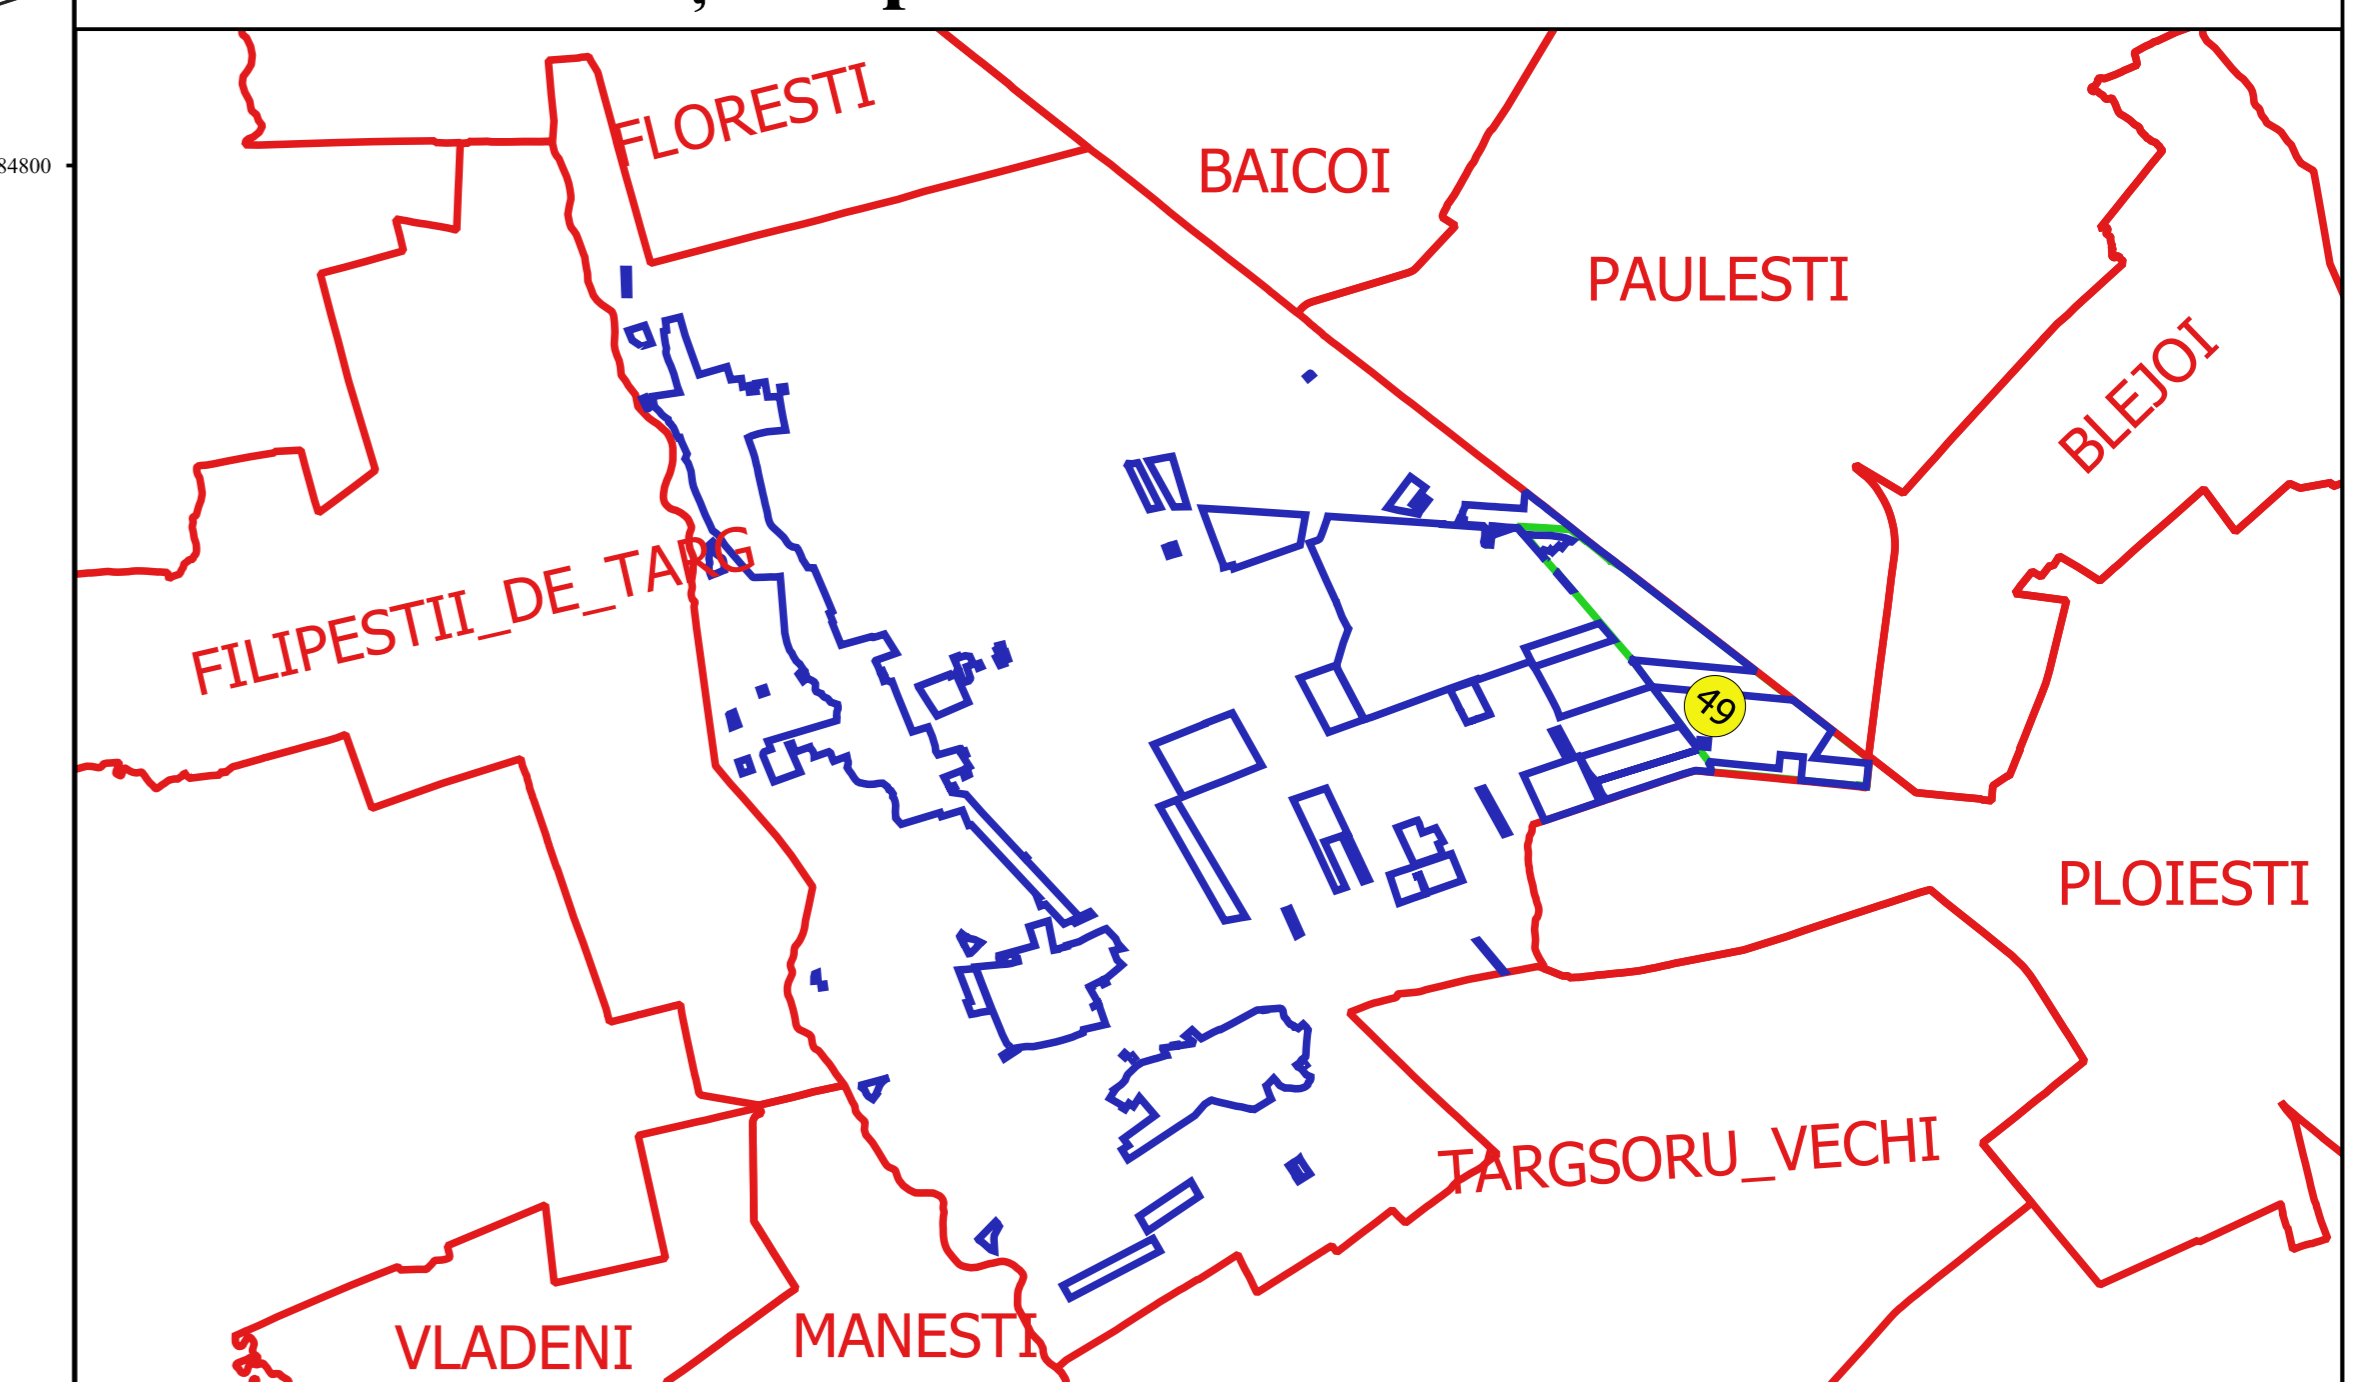 FLORESTI
BAICOI
84800
PAULESTI
BLEJOI
FILIPESTII_DE_TARG
49
PLOIESTI
TARGSORU_VECHI
VLADENI
MANESTI